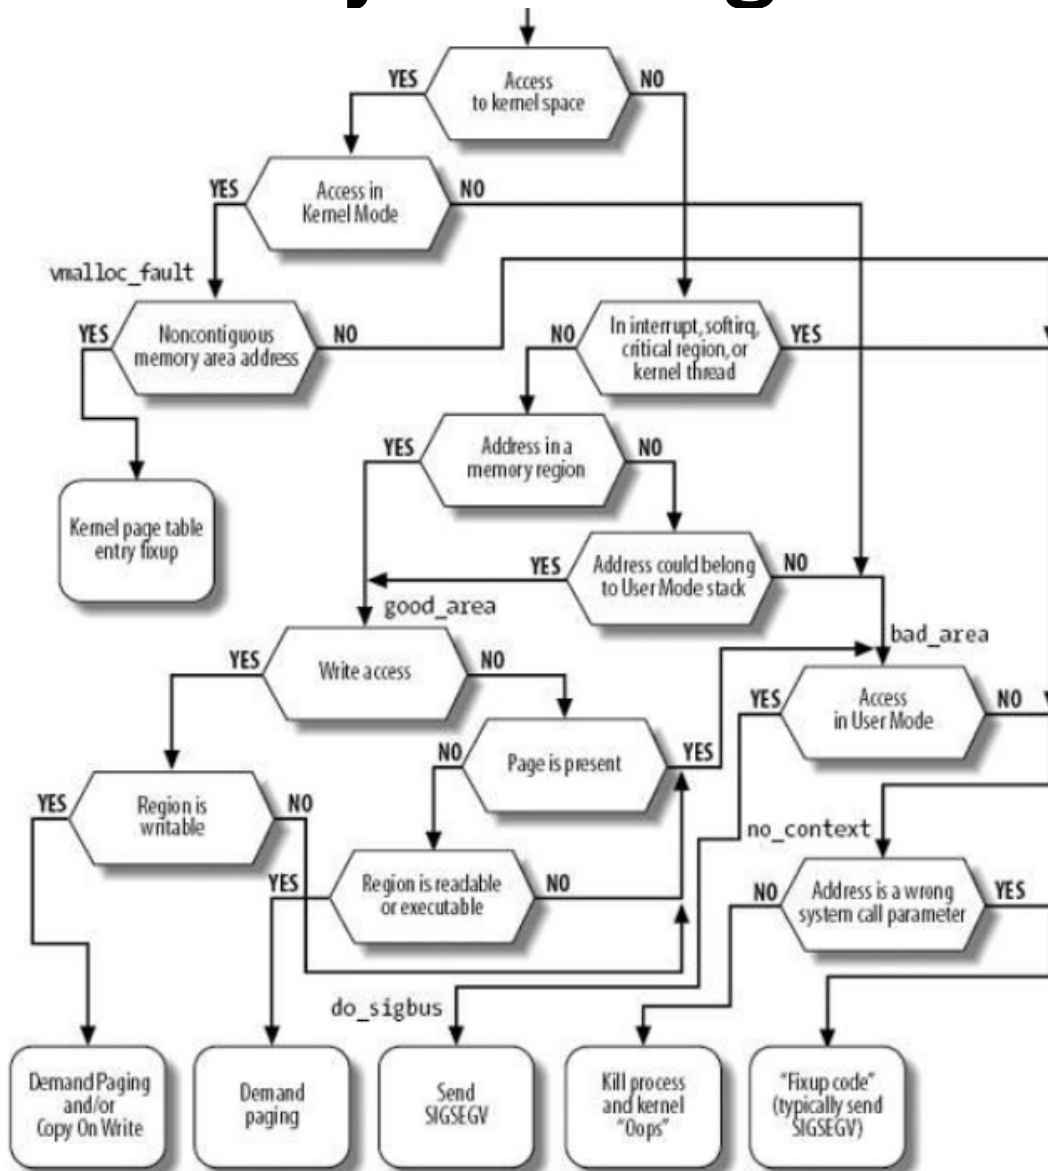 YES
Access
to kernel space
NO
YES
Access in
Kernel Mode
NO
vmalloc_fault
YES
Noncontiguous
memory area address
NO
NO
In interrupt, softirq,
critical region, or
kernel thread
YES
YES
Address in a
memory region
NO
Kernel page table
entry fixup
YES
Address could belong
to User Mode stack
NO
good_area
bad_area
YES
Write access
NO
YES
Access
in User Mode
NO
NO
Page is present
YES
YES
Region is
writable
NO
no_context
YES
Region is readable
or executable
NO
NO
Address is a wrong
system call parameter
YES
do_sigbus
Demand Paging
and/or
Copy On Write
Demand
paging
Send
SIGSEGV
Kill process
and kernel
"Oops"
"Fixup code"
(typically send
SIGSEGV)